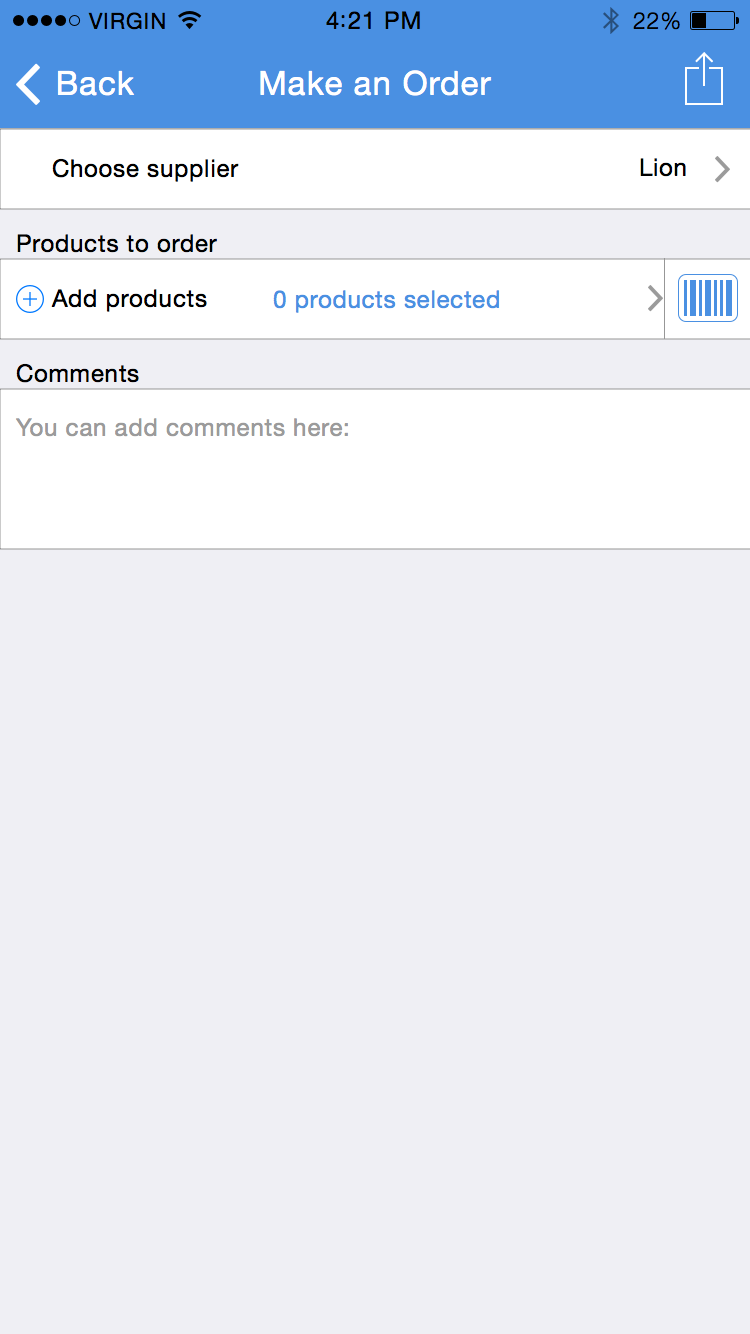 VIRGIN 4:21 PM 22%
Back Make an Order
Choose supplier Lion
Products to order
Add products 0 products selected
Comments
You can add comments here: